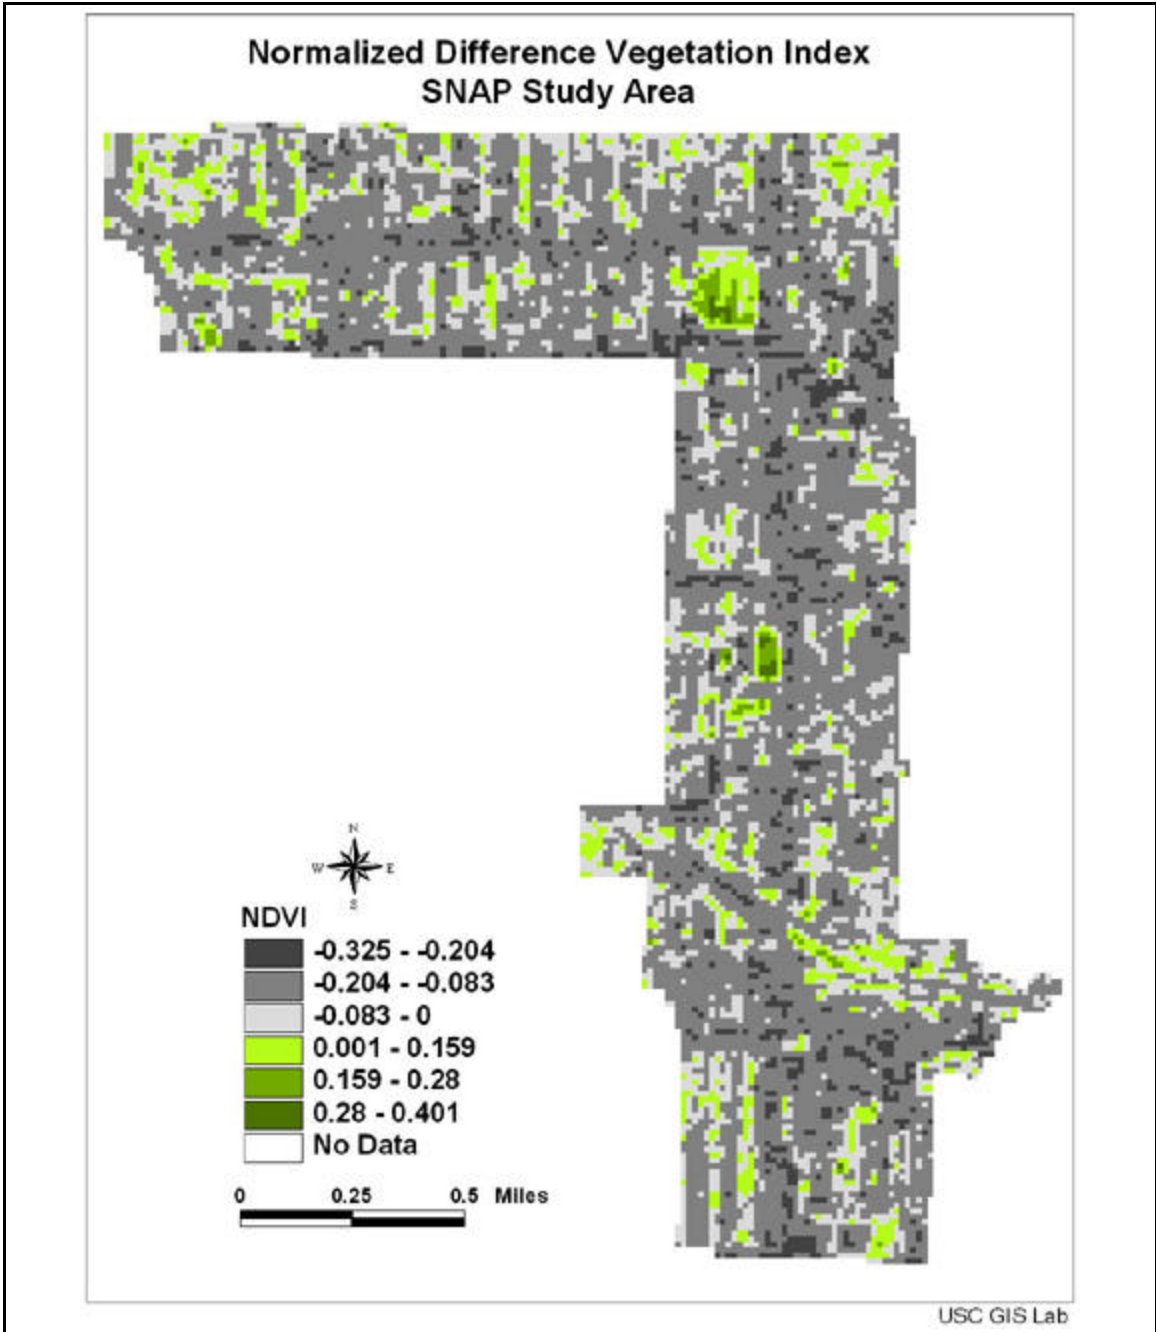 Normalized Difference Vegetation Index
SNAP Study Area
N
W E
S
NDVI
-0.325 - -0.204
-0.204 - -0.083
-0.083 - 0
0.001 - 0.159
0.159 - 0.28
0.28 - 0.401
No Data
0 0.25 0.5 Miles
USC GIS Lab